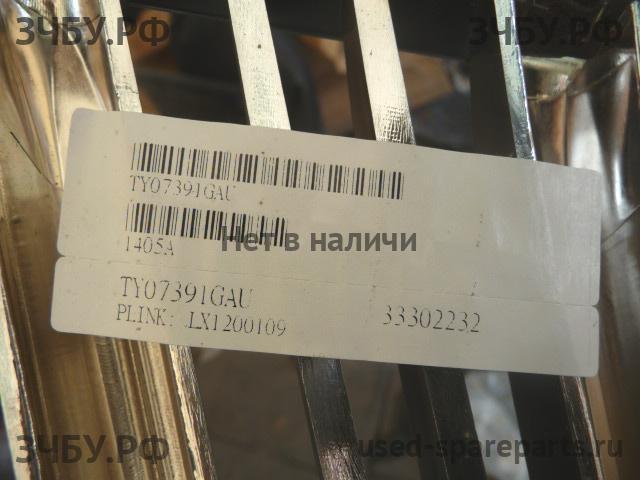 ЗЧБУ.РФ
ЗЧБУ.РФ
TY07391GAU
1405A
Нет в наличи
TY07391GAU
PLINK: LX1200109
33302232
ЗЧБУ.РФ
used-spareparts.ru